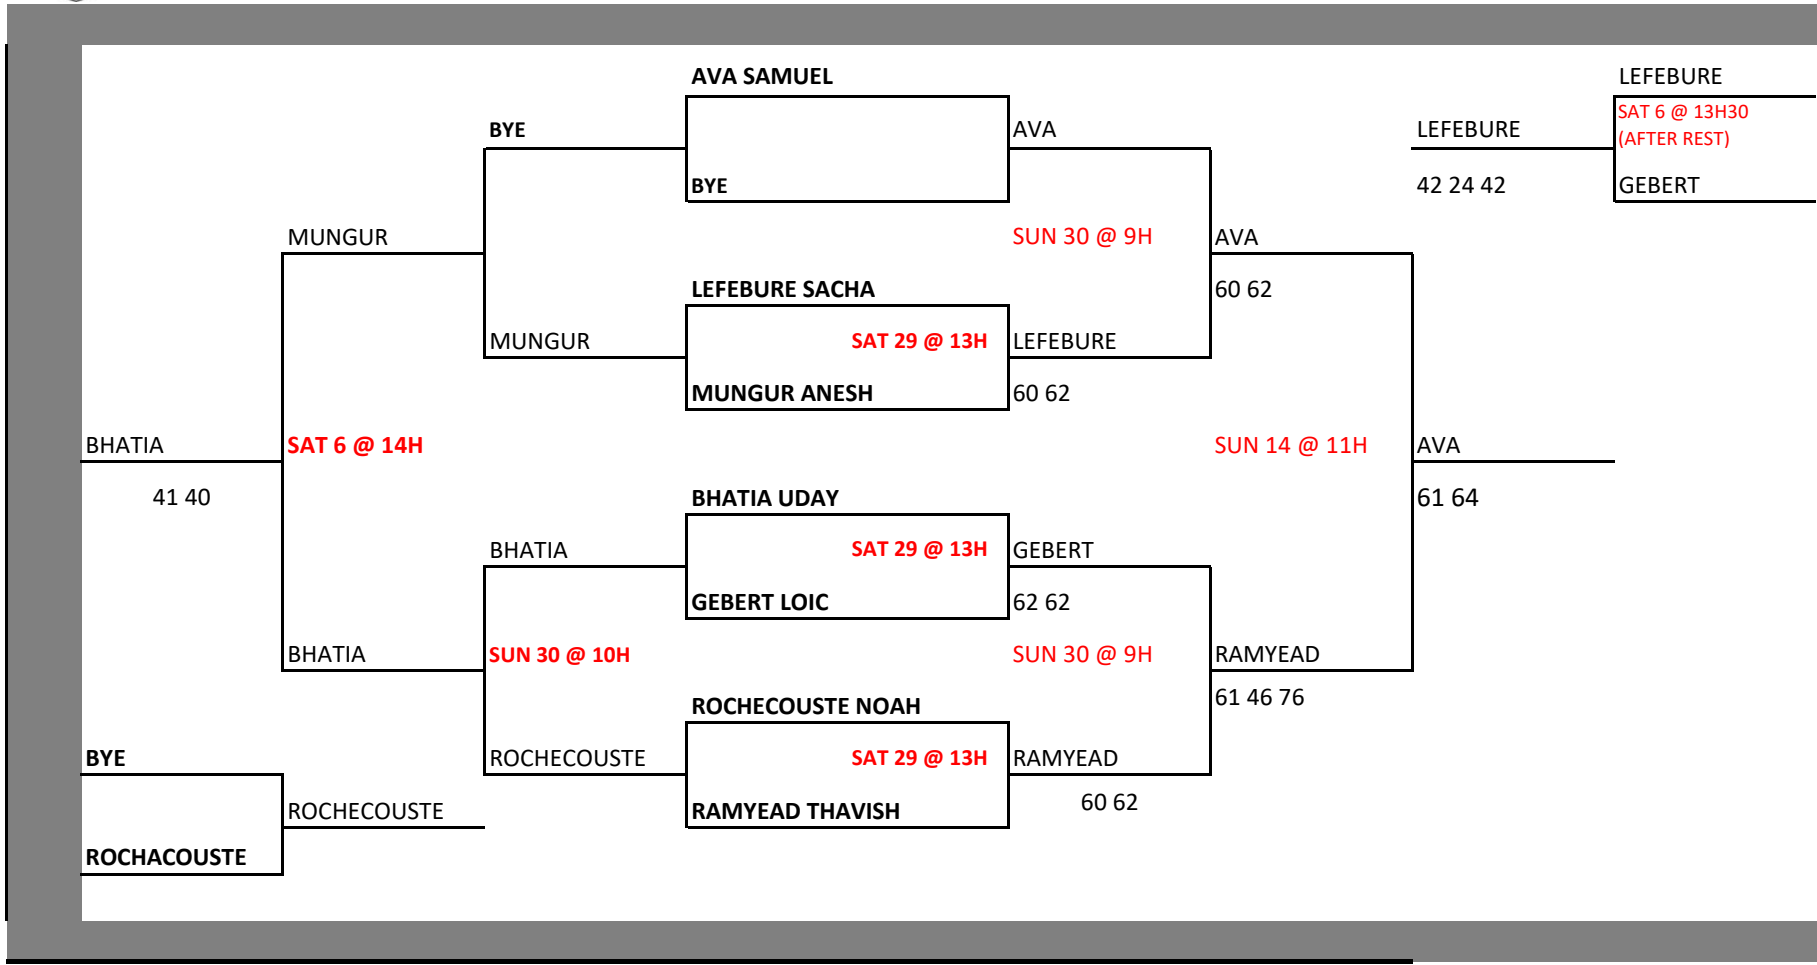 AVA SAMUEL
LEFEBURE
SAT 6 @ 13H30
BYE
AVA
LEFEBURE
(AFTER REST)
BYE
42 24 42
GEBERT
MUNGUR
SUN 30 @ 9H
AVA
LEFEBURE SACHA
60 62
MUNGUR
SAT 29 @ 13H
LEFEBURE
MUNGUR ANESH
60 62
BHATIA
SAT 6 @ 14H
SUN 14 @ 11H
AVA
41 40
BHATIA UDAY
61 64
BHATIA
SAT 29 @ 13H
GEBERT
GEBERT LOIC
62 62
BHATIA
SUN 30 @ 10H
SUN 30 @ 9H
RAMYEAD
61 46 76
ROCHECOUSTE NOAH
BYE
ROCHECOUSTE
SAT 29 @ 13H
RAMYEAD
60 62
ROCHECOUSTE
RAMYEAD THAVISH
ROCHACOUSTE